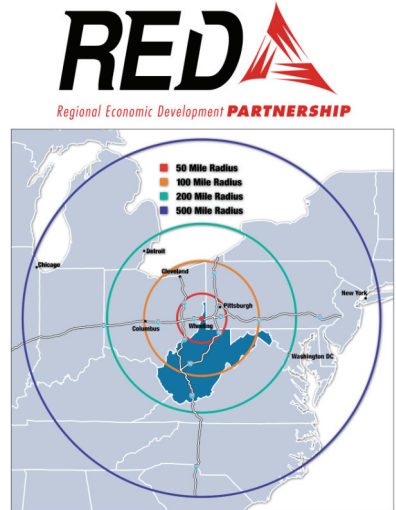 RED
Regional Economic Development PARTNERSHIP
50 Mile Radius
100 Mile Radius
200 Mile Radius
500 Mile Radius
Detroit
Chicago
Cleveland
New York
Pittsburgh
Columbus
Wheeling
Washington DC